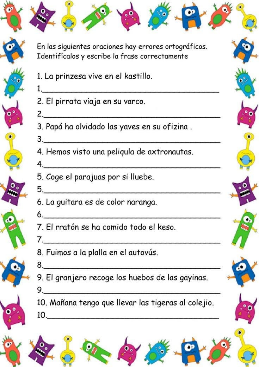 En las siguientes oraciones hay errores ortográficos.
Identifícalos y escribe la frase correctamente
1. La prinzesa vive en el kastillo.
1.
2. El pirrata viaja en su varco.
2.
3. Papá ha olvidado las yaves en su ofizina .
3.
4. Hemos visto una peliqula de axtronautas.
4.
5. Coge el parajuas por si lluebe.
5.
6. La guitara es de color naranga.
6.
7. El rratón se ha comido todo el keso.
7.
8. Fuimos a la plalla en el autovús.
8.
9. El granjero recoge los huebos de las gayinas.
9.
10. Mañana tengo que llevar las tigeras al colejio.
10.